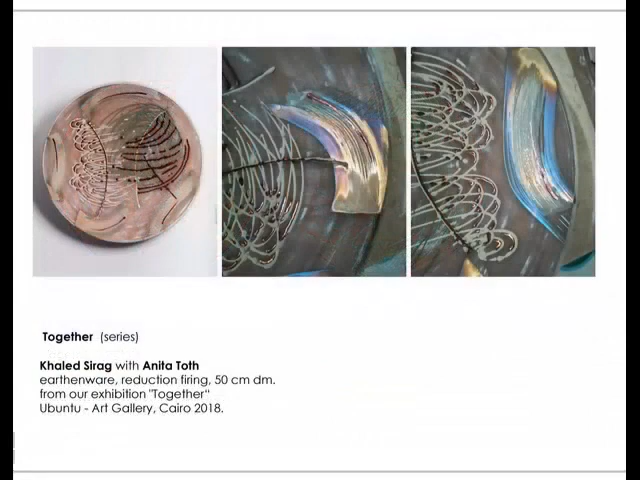 Together (series)
Khaled Sirag with Anita Toth
earthenware, reduction firing, 50 cm dm.
from our exhibition "Together"
Ubuntu - Art Gallery, Cairo 2018.